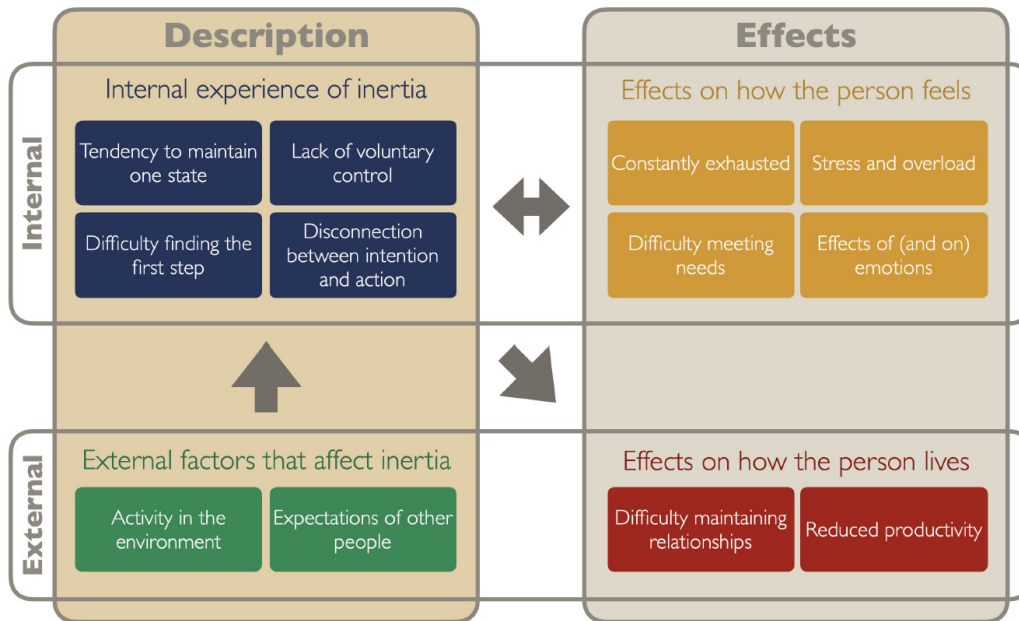 Description
Effects
Internal
Internal experience of inertia
Tendency to maintain
one state
Lack of voluntary
control
Difficulty finding the
first step
Disconnection
between intention
and action
Effects on how the person feels
Constantly exhausted
Stress and overload
Difficulty meeting
needs
Effects of (and on)
emotions
External
External factors that affect inertia
Activity in the
environment
Expectations of other
people
Effects on how the person lives
Difficulty maintaining
relationships
Reduced productivity